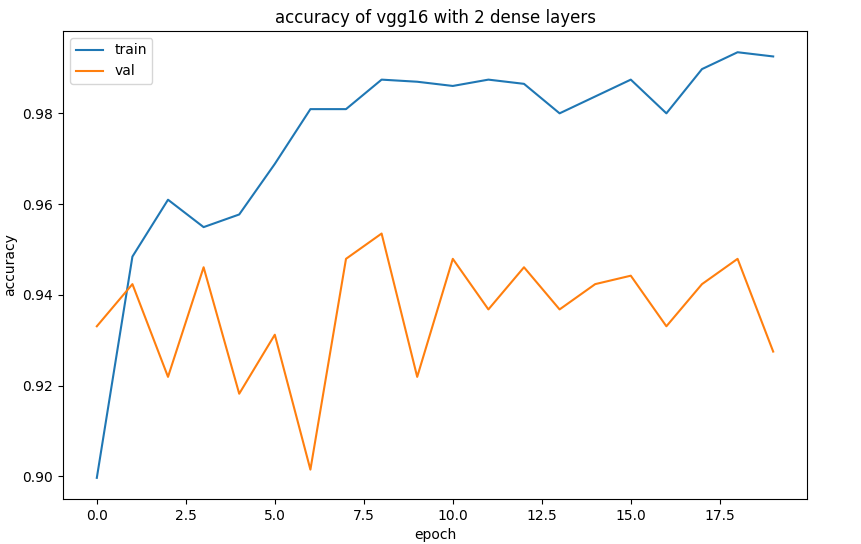 accuracy of vgg16 with 2 dense layers
train
val
0.98
0.96
0.94
0.92
0.90
accuracy
0.0 2.5 5.0 7.5 10.0 12.5 15.0 17.5
epoch